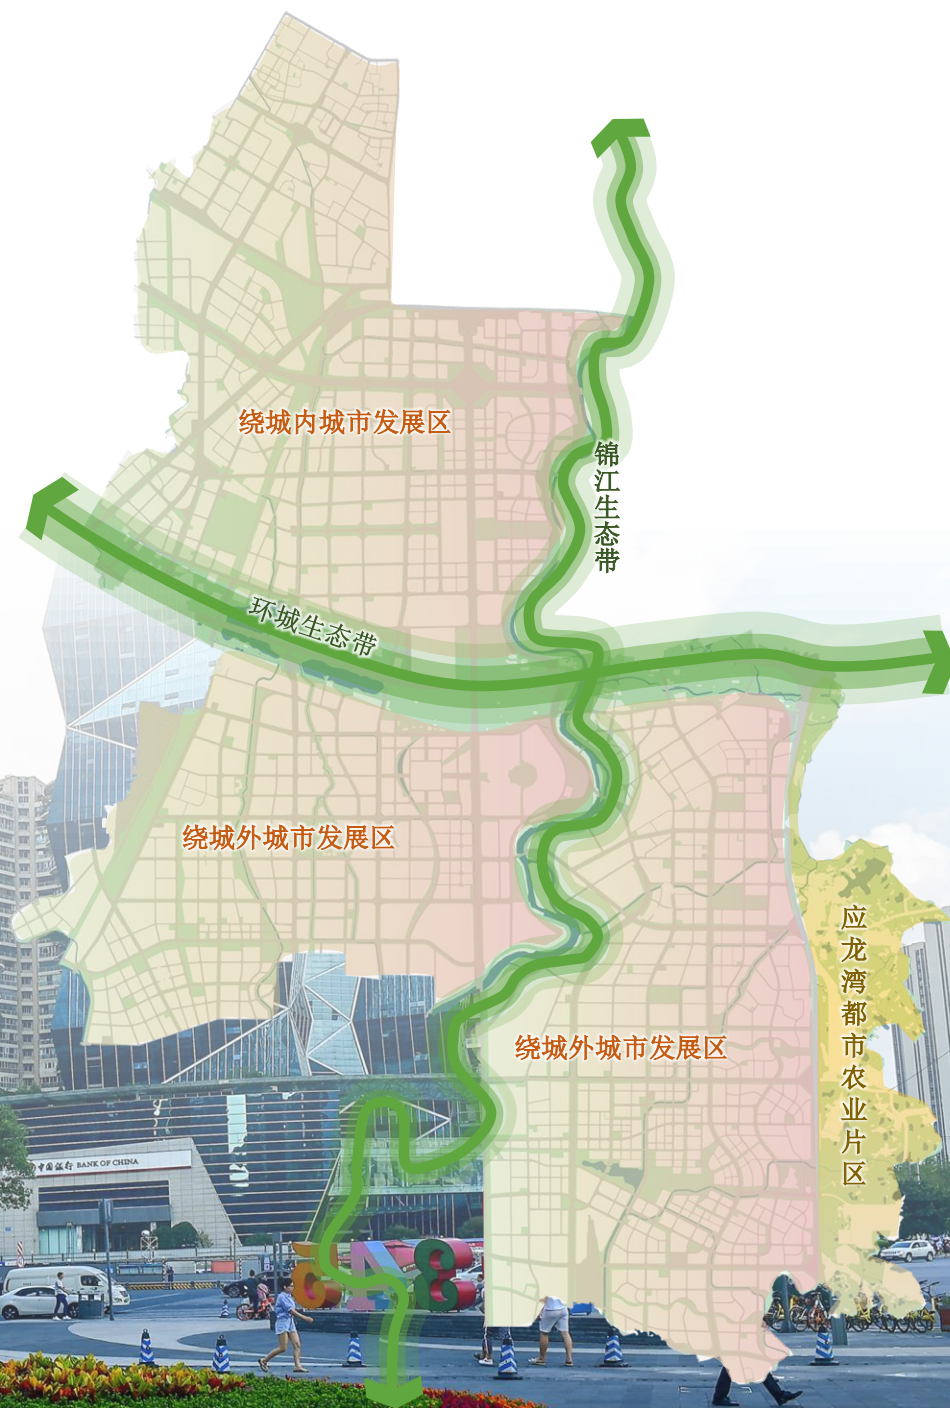 绕城内城市发展区
锦江生态带
环城生态带
绕城外城市发展区
应龙湾都市农业片区
绕城外城市发展区
中国银行 BANK OF CHINA